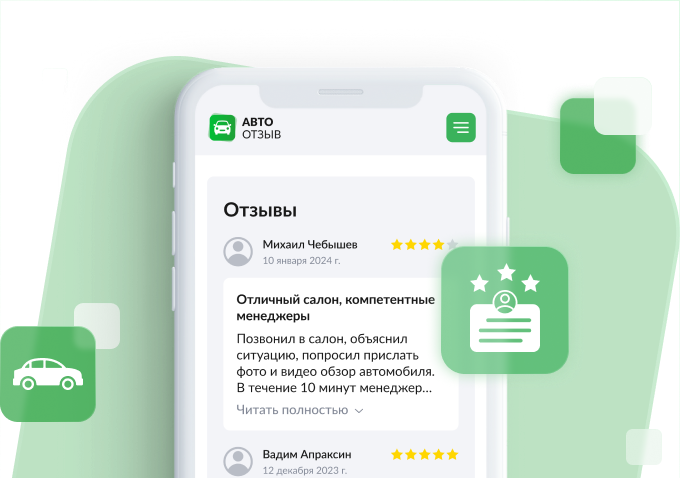 АВТО
ОТЗЫВ
Отзывы
Михаил Чебышев
10 января 2024 г.
Отличный салон, компетентные
менеджеры
Позвонил в салон, объяснил
ситуацию, попросил прислать
фото и видео обзор автомобиля.
В течение 10 минут менеджер...
Читать полностью
Вадим Апраксин
12 декабря 2023 г.